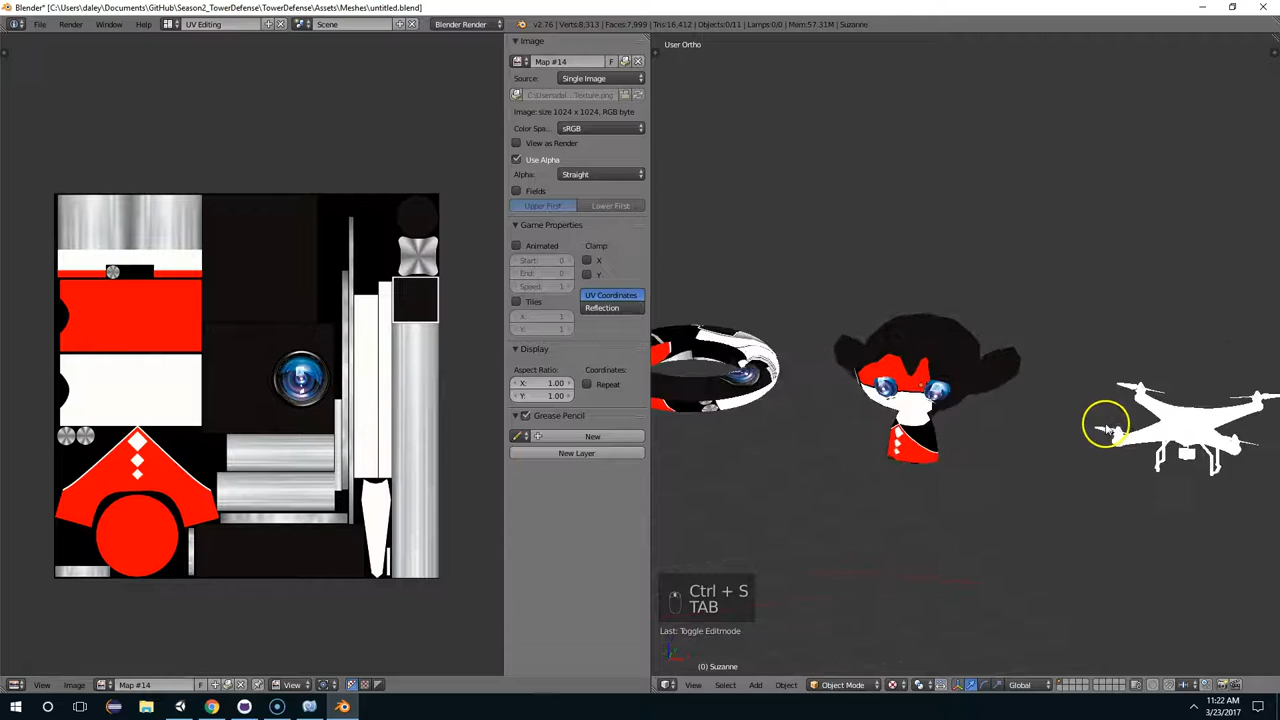 Blender* [C:\Users\daley\Documents\GitHub\Season2_TowerDefense\TowerDefense\Assets\Meshes\untitled.blend]
File Render Window Help UV Editing Scene Blender Render v2.76 | Verts:8,313 | Faces:7,999 | Tris:16,412 | Objects:0/11 | Lamps:0/0 | Mem:57.31M | Suzanne
Image
User Ortho
Map #14 F
Source: Single Image
Image: size 1024 x 1024, RGB byte
Color Spa... sRGB
View as Render
Use Alpha
Alpha: Straight
Fields
Upper First Lower First
Game Properties
Animated Clamp:
Start: 0 X
End: 0 Y
Speed: 1
Tiles UV Coordinates
X: 1 Reflection
Y: 1
Display
Aspect Ratio: Coordinates:
X: 1.00 Repeat
Y: 1.00
Grease Pencil
New
New Layer
Ctrl + S
TAB
Last: Toggle Editmode
(0) Suzanne
View Image Map #14 F View View Select Add Object Object Mode Global
11:22 AM
3/23/2017